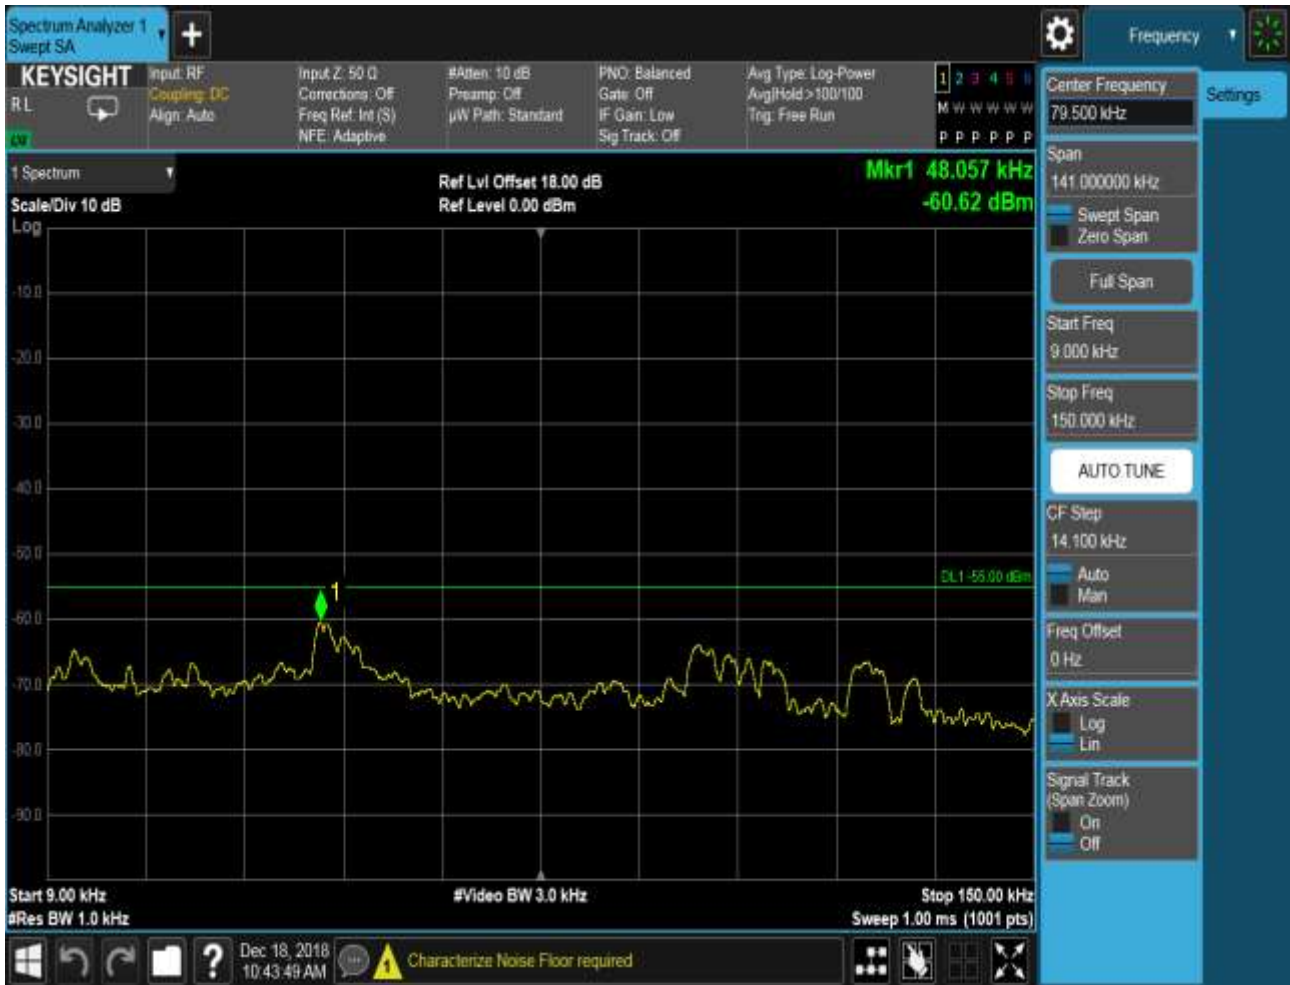 Spectrum Analyzer 1
Swept SA
Frequency
KEYSIGHT
R L
Input: RF
Coupling: DC
Align: Auto
Input Z: 50 Ω
Corrections: Off
Freq Ref: Int (S)
NFE: Adaptive
#Atten: 10 dB
Preamp: Off
µW Path: Standard
PNO: Balanced
Gate: Off
IF Gain: Low
Sig Track: Off
Avg Type: Log-Power
Avg|Hold >100/100
Trig: Free Run
1 2 3 4 5 6
M W W W W W
P P P P P P
1 Spectrum
Scale/Div 10 dB
Ref Lvl Offset 18.00 dB
Ref Level 0.00 dBm
Mkr1 48.057 kHz
-60.62 dBm
Log
-10.0
-20.0
-30.0
-40.0
-50.0
-60.0
-70.0
-80.0
-90.0
1
DL1 -55.00 dBm
Start 9.00 kHz
#Res BW 1.0 kHz
#Video BW 3.0 kHz
Stop 150.00 kHz
Sweep 1.00 ms (1001 pts)
Center Frequency
79.500 kHz
Settings
Span
141.000000 kHz
Swept Span
Zero Span
Full Span
Start Freq
9.000 kHz
Stop Freq
150.000 kHz
AUTO TUNE
CF Step
14.100 kHz
Auto
Man
Freq Offset
0 Hz
X Axis Scale
Log
Lin
Signal Track
(Span Zoom)
On
Off
?
Dec 18, 2018
10:43:49 AM
1
Characterize Noise Floor required